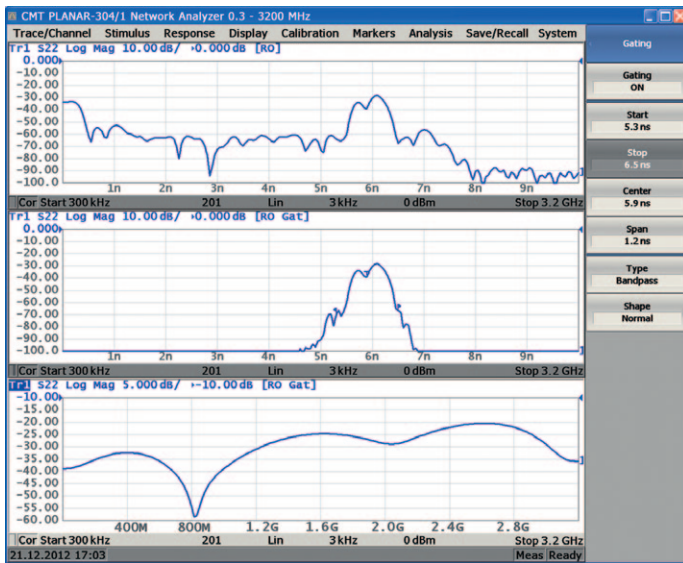 CMT PLANAR-304/1 Network Analyzer 0.3 - 3200 MHz
Trace/Channel Stimulus Response Display Calibration Markers Analysis Save/Recall System
Tr1 S22 Log Mag 10.00dB/ ▸0.000dB [RO]
0.000
-10.00
-20.00
-30.00
-40.00
-50.00
-60.00
-70.00
-80.00
-90.00
-100.0
1n 2n 3n 4n 5n 6n 7n 8n 9n
Cor Start 300 kHz 201 Lin 3 kHz 0 dBm Stop 3.2 GHz
Tr1 S22 Log Mag 10.00dB/ ▸0.000dB [RO Gat]
0.000
-10.00
-20.00
-30.00
-40.00
-50.00
-60.00
-70.00
-80.00
-90.00
-100.0
1n 2n 3n 4n 5n 6n 7n 8n 9n
Cor Start 300 kHz 201 Lin 3 kHz 0 dBm Stop 3.2 GHz
Tr1 S22 Log Mag 5.000dB/ ▸-10.00dB [RO Gat]
-10.00
-15.00
-20.00
-25.00
-30.00
-35.00
-40.00
-45.00
-50.00
-55.00
-60.00
400M 800M 1.2G 1.6G 2.0G 2.4G 2.8G
Cor Start 300 kHz 201 Lin 3 kHz 0 dBm Stop 3.2 GHz
21.12.2012 17:03 Meas Ready
Gating
Gating
ON
Start
5.3 ns
Stop
6.5 ns
Center
5.9 ns
Span
1.2 ns
Type
Bandpass
Shape
Normal